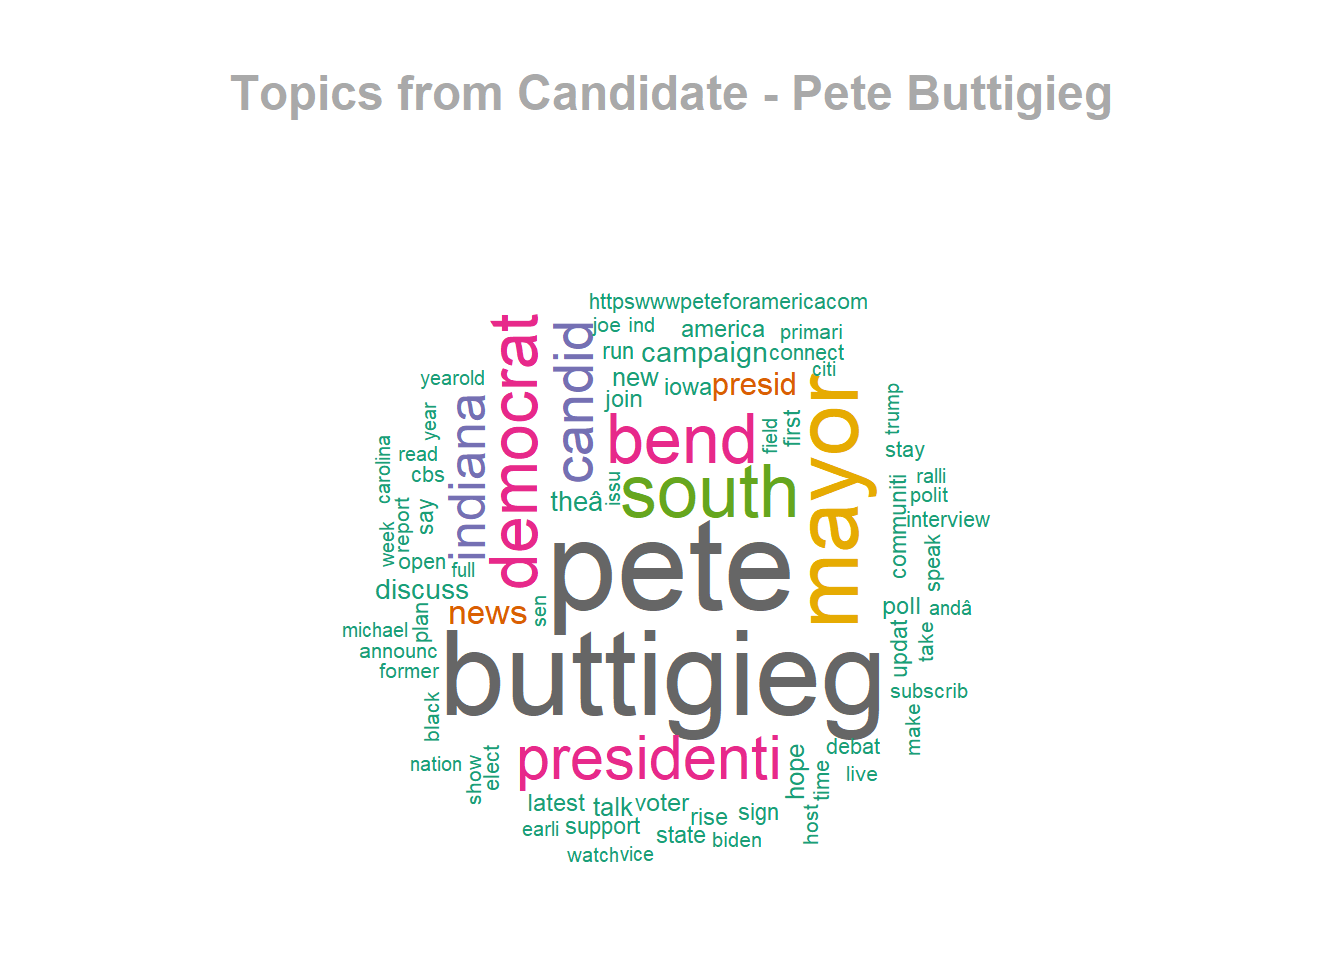 Topics from Candidate - Pete Buttigieg
httpswwwpeteforamericacom
joe
ind
america
primari
run
campaign
connect
citi
yearold
new
iowa
presid
join
democrat
candid
indiana
year
bend
field
first
mayor
trump
stay
carolina
read
cbs
issu
south
theâ
ralli
polit
communiti
interview
say
report
week
open
full
pete
speak
discuss
news
sen
poll
andâ
michael
plan
announc
former
updat
take
buttigieg
subscrib
black
make
nation
show
elect
presidenti
hope
time
debat
live
latest
talk
voter
rise
sign
host
earli
support
state
biden
watch
vice